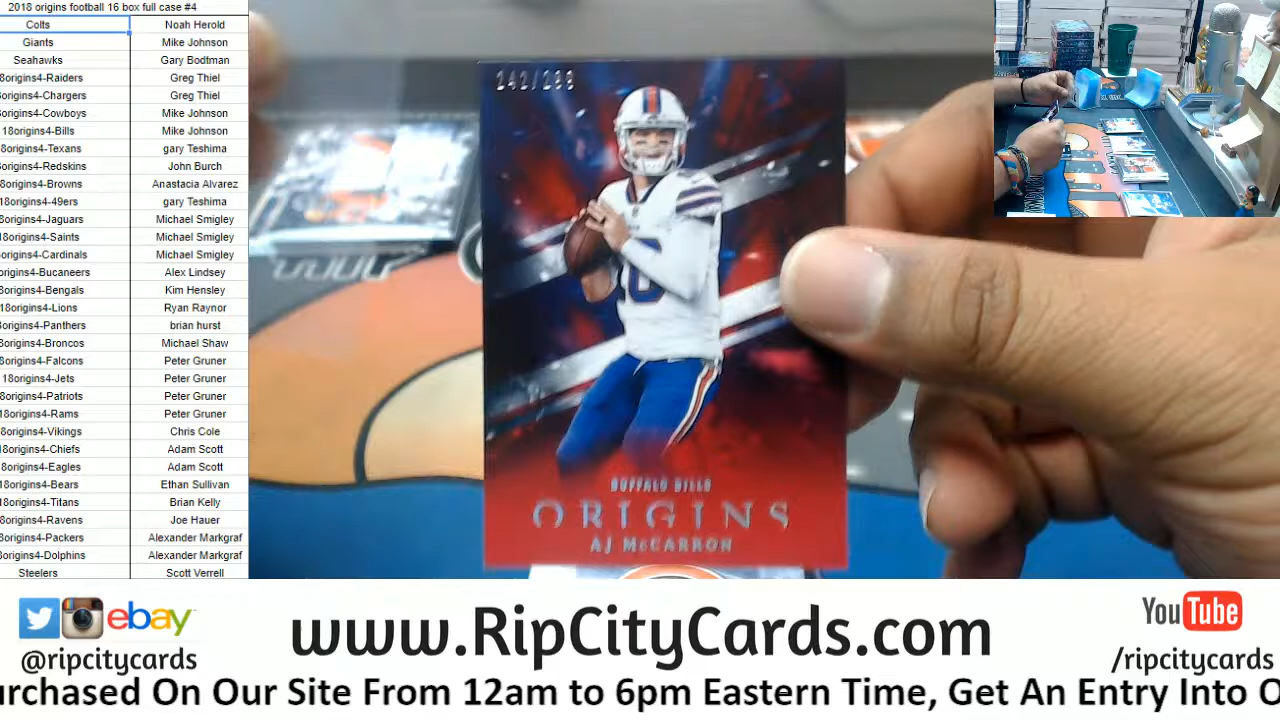 2018 origins football 16 box full case #4
Colts Noah Herold
Giants Mike Johnson
Seahawks Gary Bodtman
8origins4-Raiders Greg Thiel
8origins4-Chargers Greg Thiel
8origins4-Cowboys Mike Johnson
18origins4-Bills Mike Johnson
8origins4-Texans gary Teshima
8origins4-Redskins John Burch
8origins4-Browns Anastacia Alvarez
18origins4-49ers gary Teshima
8origins4-Jaguars Michael Smigley
18origins4-Saints Michael Smigley
8origins4-Cardinals Michael Smigley
origins4-Bucaneers Alex Lindsey
8origins4-Bengals Kim Hensley
18origins4-Lions Ryan Raynor
8origins4-Panthers brian hurst
8origins4-Broncos Michael Shaw
8origins4-Falcons Peter Gruner
18origins4-Jets Peter Gruner
8origins4-Patriots Peter Gruner
18origins4-Rams Peter Gruner
8origins4-Vikings Chris Cole
18origins4-Chiefs Adam Scott
8origins4-Eagles Adam Scott
18origins4-Bears Ethan Sullivan
18origins4-Titans Brian Kelly
8origins4-Ravens Joe Hauer
8origins4-Packers Alexander Markgraf
8origins4-Dolphins Alexander Markgraf
Steelers Scott Verrell
242/299
10
BUFFALO BILLS
ORIGINS
AJ McCARRON
ebay
@ripcitycards
www.RipCityCards.com
YouTube
/ripcitycards
urchased On Our Site From 12am to 6pm Eastern Time, Get An Entry Into O